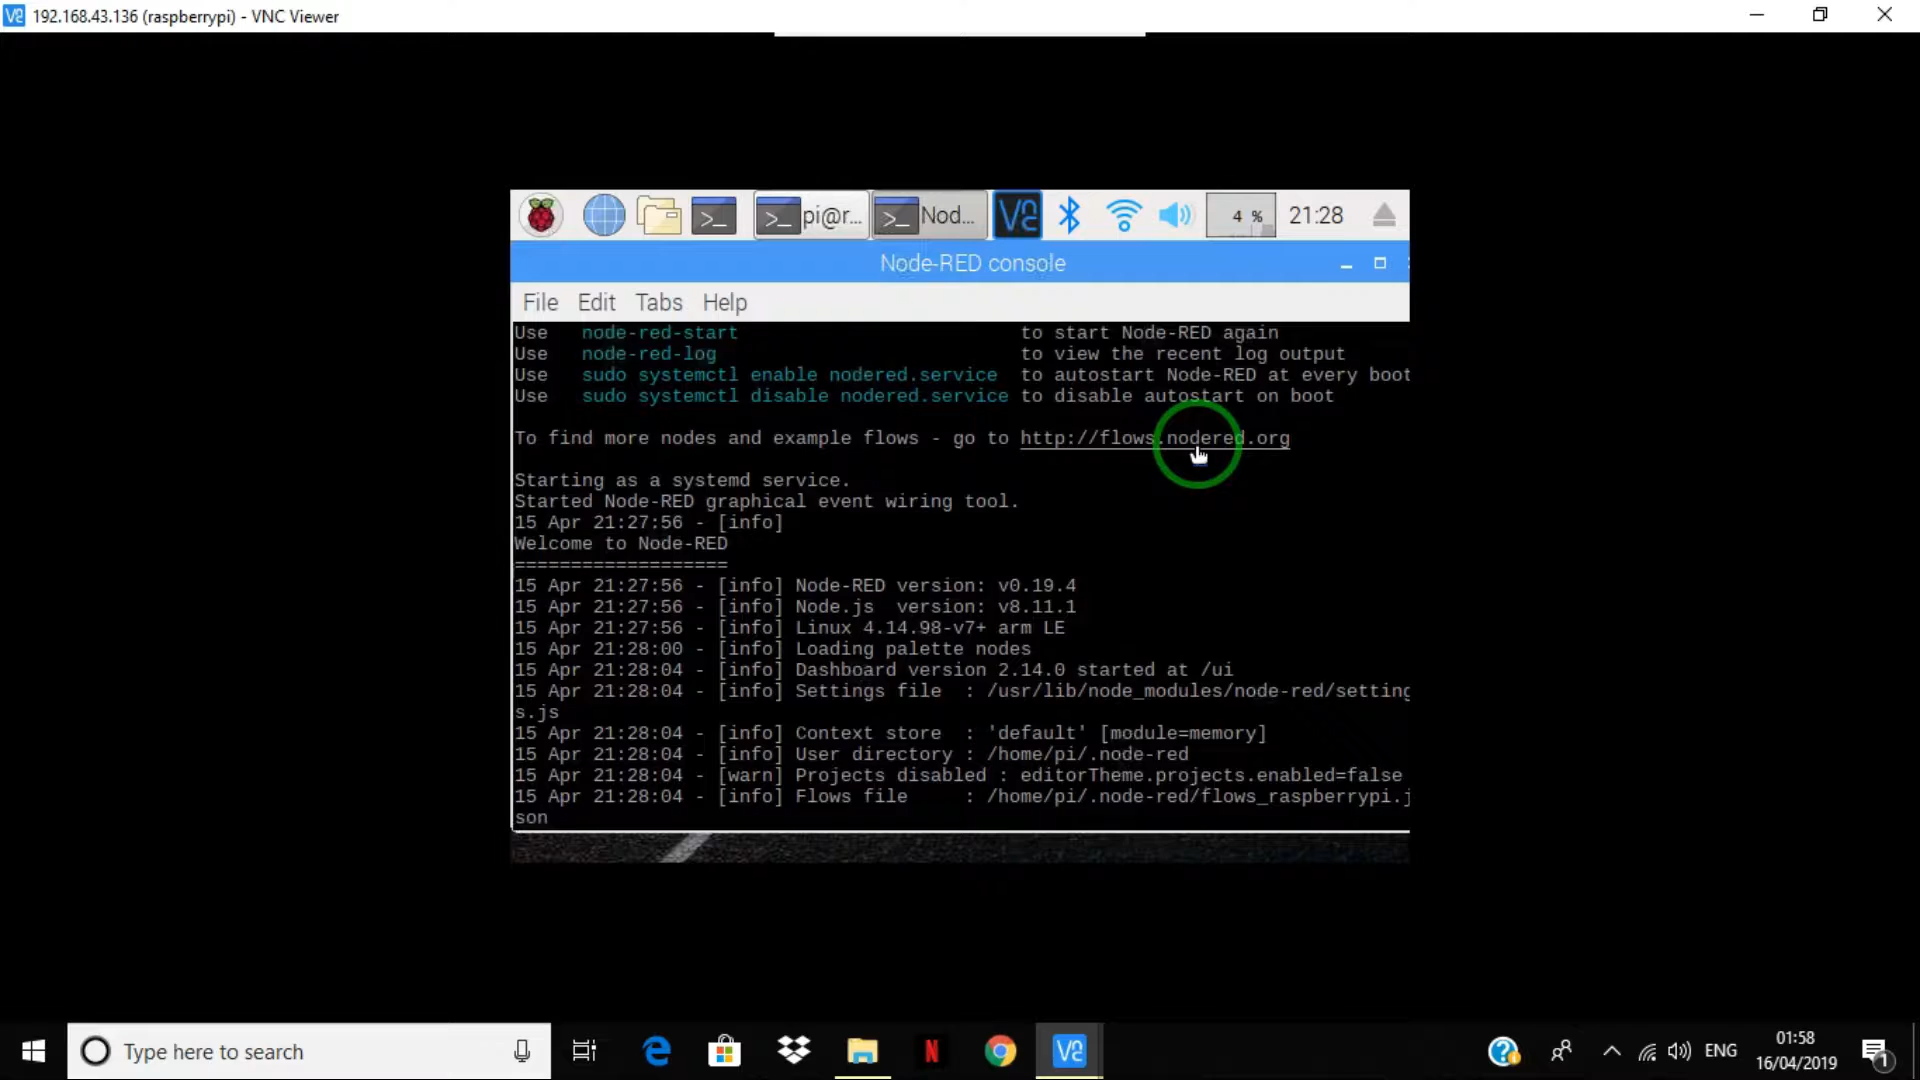 192.168.43.136 (raspberrypi) - VNC Viewer
pi@r... Nod... 4 % 21:28
Node-RED console
File Edit Tabs Help
Use node-red-start to start Node-RED again
Use node-red-log to view the recent log output
Use sudo systemctl enable nodered.service to autostart Node-RED at every boot
Use sudo systemctl disable nodered.service to disable autostart on boot
To find more nodes and example flows - go to http://flows.nodered.org
Starting as a systemd service.
Started Node-RED graphical event wiring tool.
15 Apr 21:27:56 - [info]
Welcome to Node-RED
===================
15 Apr 21:27:56 - [info] Node-RED version: v0.19.4
15 Apr 21:27:56 - [info] Node.js  version: v8.11.1
15 Apr 21:27:56 - [info] Linux 4.14.98-v7+ arm LE
15 Apr 21:28:00 - [info] Loading palette nodes
15 Apr 21:28:04 - [info] Dashboard version 2.14.0 started at /ui
15 Apr 21:28:04 - [info] Settings file  : /usr/lib/node_modules/node-red/setting
s.js
15 Apr 21:28:04 - [info] Context store  : 'default' [module=memory]
15 Apr 21:28:04 - [info] User directory : /home/pi/.node-red
15 Apr 21:28:04 - [warn] Projects disabled : editorTheme.projects.enabled=false
15 Apr 21:28:04 - [info] Flows file     : /home/pi/.node-red/flows_raspberrypi.j
son
Type here to search
ENG
01:58
16/04/2019
1